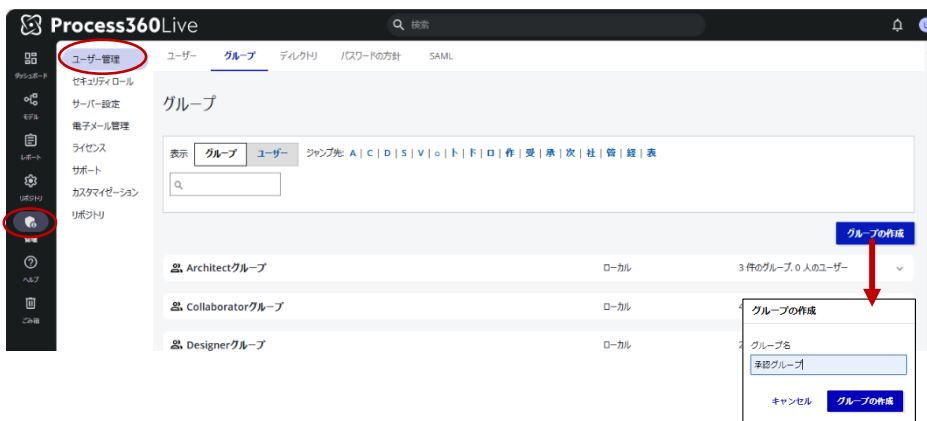 Process360Live
検索
ダッシュボード
モデル
レポート
リポジトリ
ヘルプ
ごみ箱
ユーザー管理
セキュリティロール
サーバー設定
電子メール管理
ライセンス
サポート
カスタマイゼーション
リポジトリ
ユーザー グループ ディレクトリ パスワードの方針 SAML
グループ
表示 グループ ユーザー ジャンプ先: A | C | D | S | V | o | ト | ド | ロ | 作 | 受 | 承 | 次 | 社 | 管 | 経 | 表
グループの作成
Architectグループ ローカル 3 件のグループ, 0 人のユーザー
Collaboratorグループ ローカル 4
Designerグループ ローカル 2
グループの作成
グループ名
承認グループ
キャンセル グループの作成